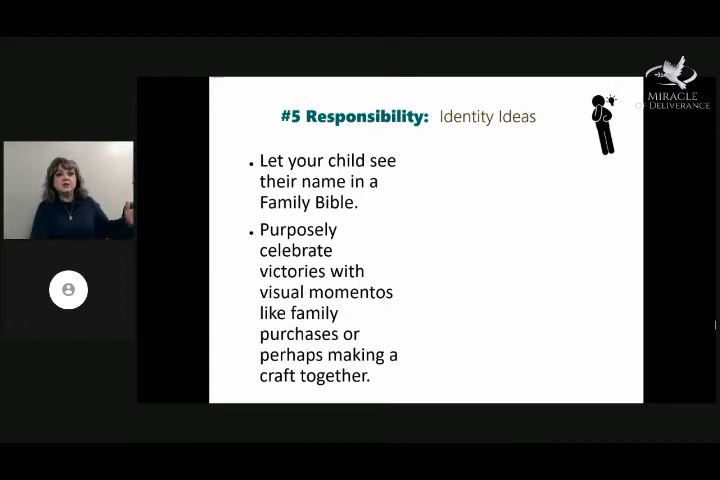 #5 Responsibility: Identity Ideas
MIRACLE
OF DELIVERANCE
• Let your child see
their name in a
Family Bible.
• Purposely
celebrate
victories with
visual momentos
like family
purchases or
perhaps making a
craft together.